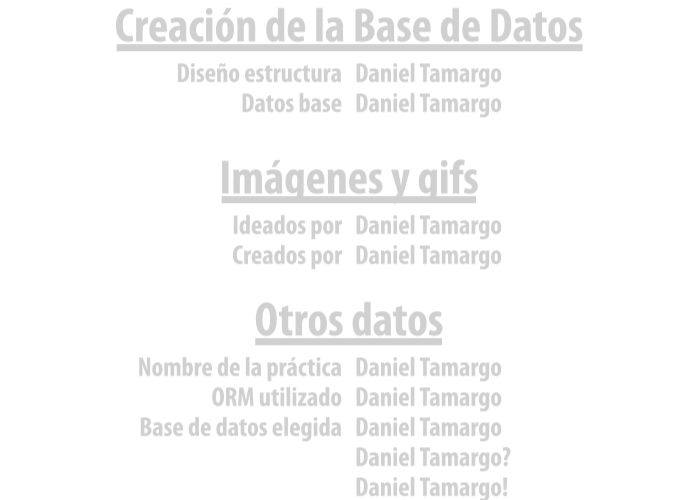 Creación de la Base de Datos
Diseño estructura Daniel Tamargo
Datos base Daniel Tamargo
Imágenes y gifs
Ideados por Daniel Tamargo
Creados por Daniel Tamargo
Otros datos
Nombre de la práctica Daniel Tamargo
ORM utilizado Daniel Tamargo
Base de datos elegida Daniel Tamargo
Daniel Tamargo?
Daniel Tamargo!